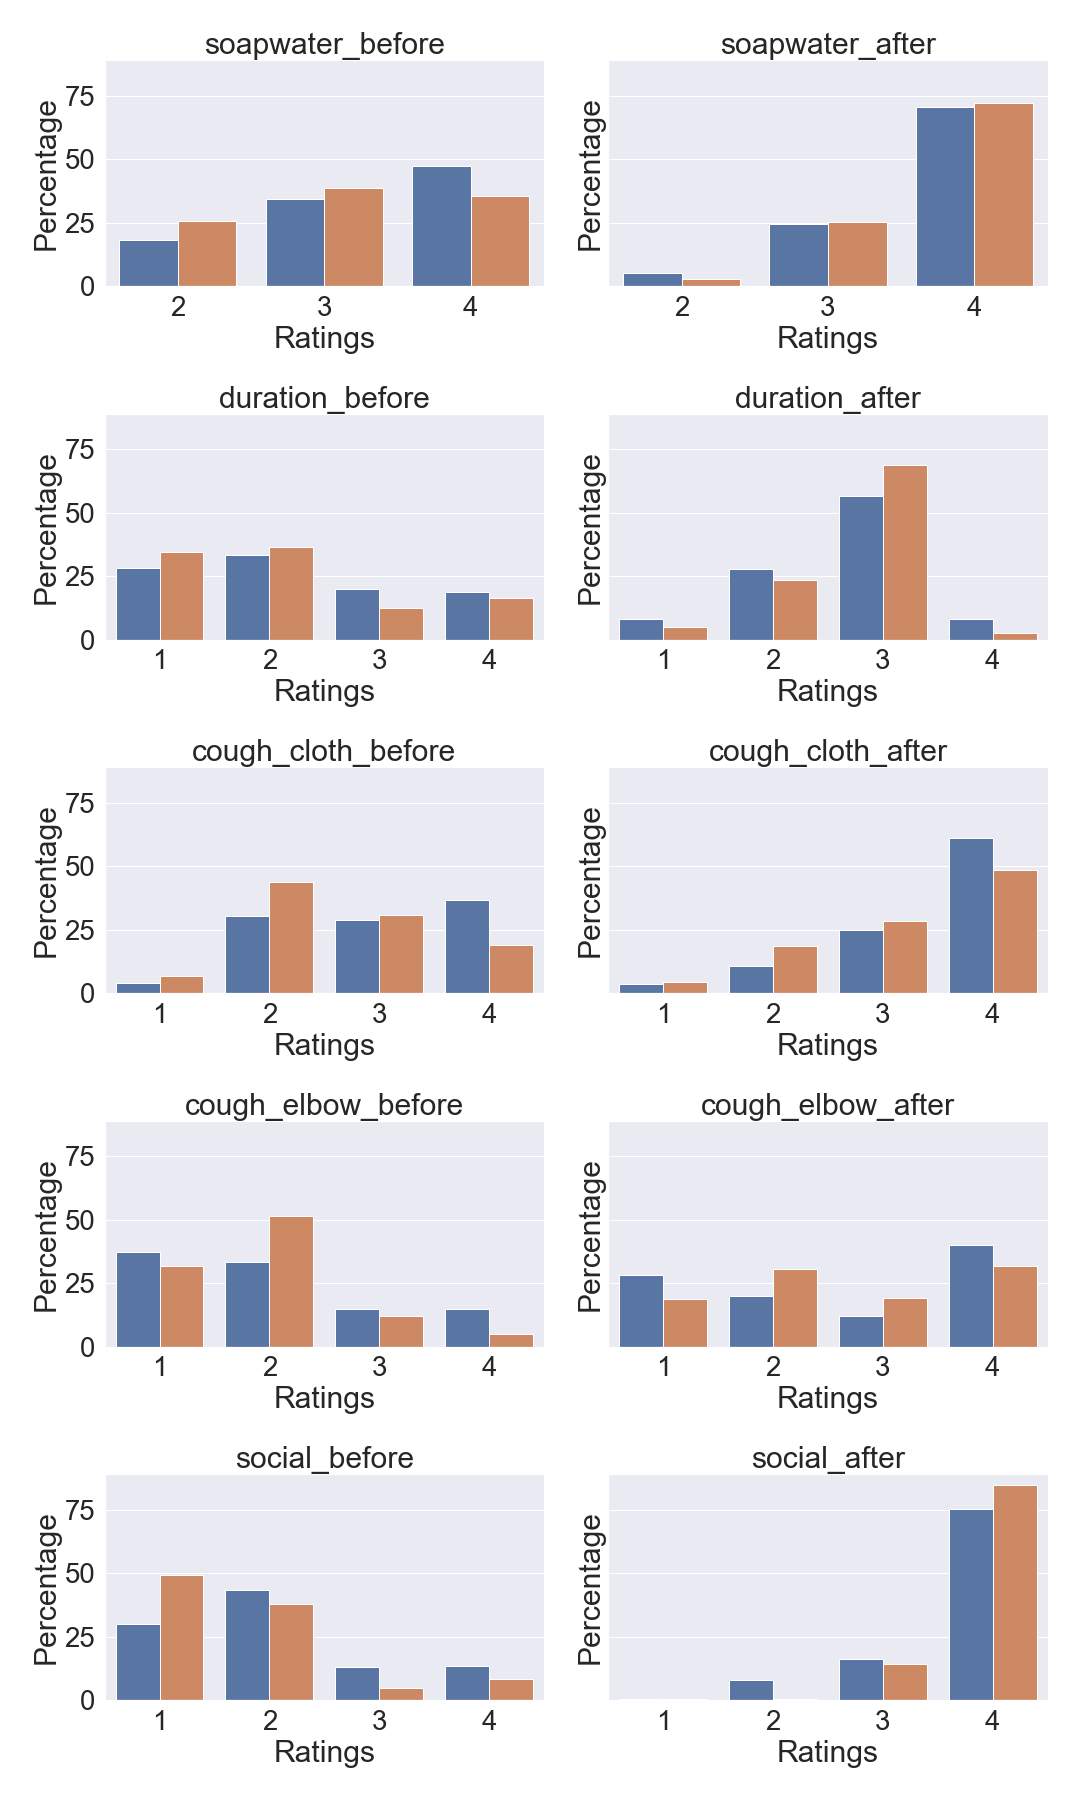 soapwater_before
soapwater_after
Percentage
75
50
25
0
2 3 4
Ratings
Percentage
2 3 4
Ratings
duration_before
duration_after
Percentage
75
50
25
0
1 2 3 4
Ratings
Percentage
1 2 3 4
Ratings
cough_cloth_before
cough_cloth_after
Percentage
75
50
25
0
1 2 3 4
Ratings
Percentage
1 2 3 4
Ratings
cough_elbow_before
cough_elbow_after
Percentage
75
50
25
0
1 2 3 4
Ratings
Percentage
1 2 3 4
Ratings
social_before
social_after
Percentage
75
50
25
0
1 2 3 4
Ratings
Percentage
1 2 3 4
Ratings